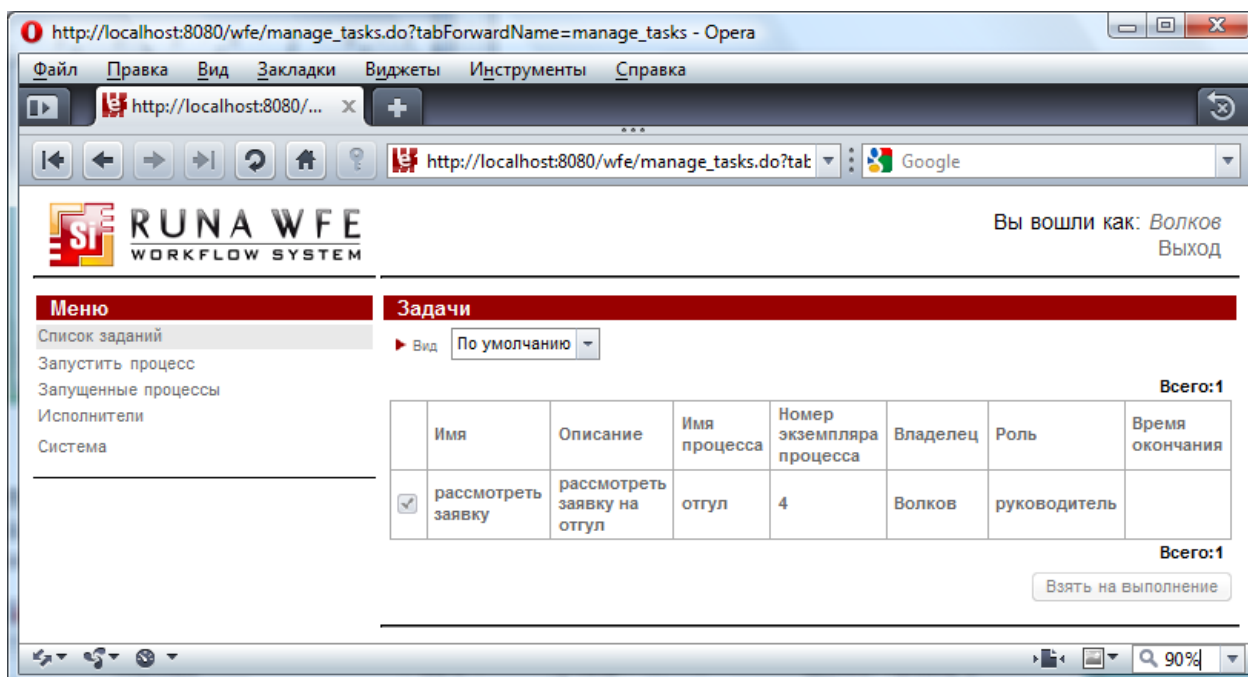 http://localhost:8080/wfe/manage_tasks.do?tabForwardName=manage_tasks - Opera
Файл Правка Вид Закладки Виджеты Инструменты Справка
http://localhost:8080/...
http://localhost:8080/wfe/manage_tasks.do?tab Google
Si RUNA WFE
WORKFLOW SYSTEM
Вы вошли как: Волков
Выход
Меню
Список заданий
Запустить процесс
Запущенные процессы
Исполнители
Система
Задачи
Вид По умолчанию
Всего:1
Имя Описание Имя процесса Номер экземпляра процесса Владелец Роль Время окончания
рассмотреть заявку рассмотреть заявку на отгул отгул 4 Волков руководитель
Всего:1
Взять на выполнение
90%